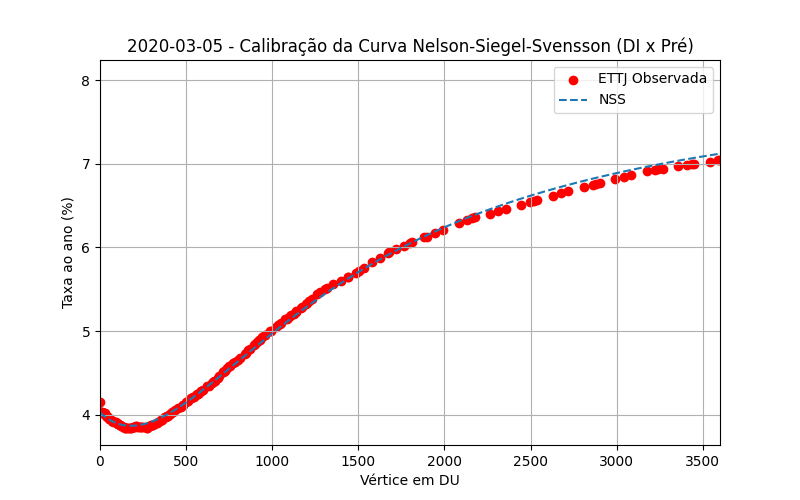 2020-03-05 - Calibração da Curva Nelson-Siegel-Svensson (DI x Pré)
ETTJ Observada
NSS
8
7
6
5
4
Taxa ao ano (%)
0 500 1000 1500 2000 2500 3000 3500
Vértice em DU